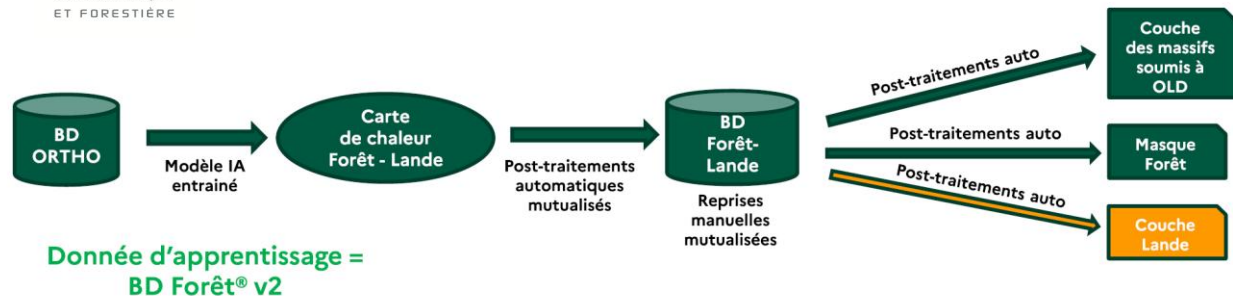 ET FORESTIÈRE
BD
ORTHO
Modèle IA
entrainé
Carte
de chaleur
Forêt - Lande
Post-traitements
automatiques
mutualisés
BD
Forêt-
Lande
Reprises
manuelles
mutualisées
Post-traitements auto
Couche
des massifs
soumis à
OLD
Post-traitements auto
Masque
Forêt
Post-traitements auto
Couche
Lande
Donnée d'apprentissage =
BD Forêt® v2